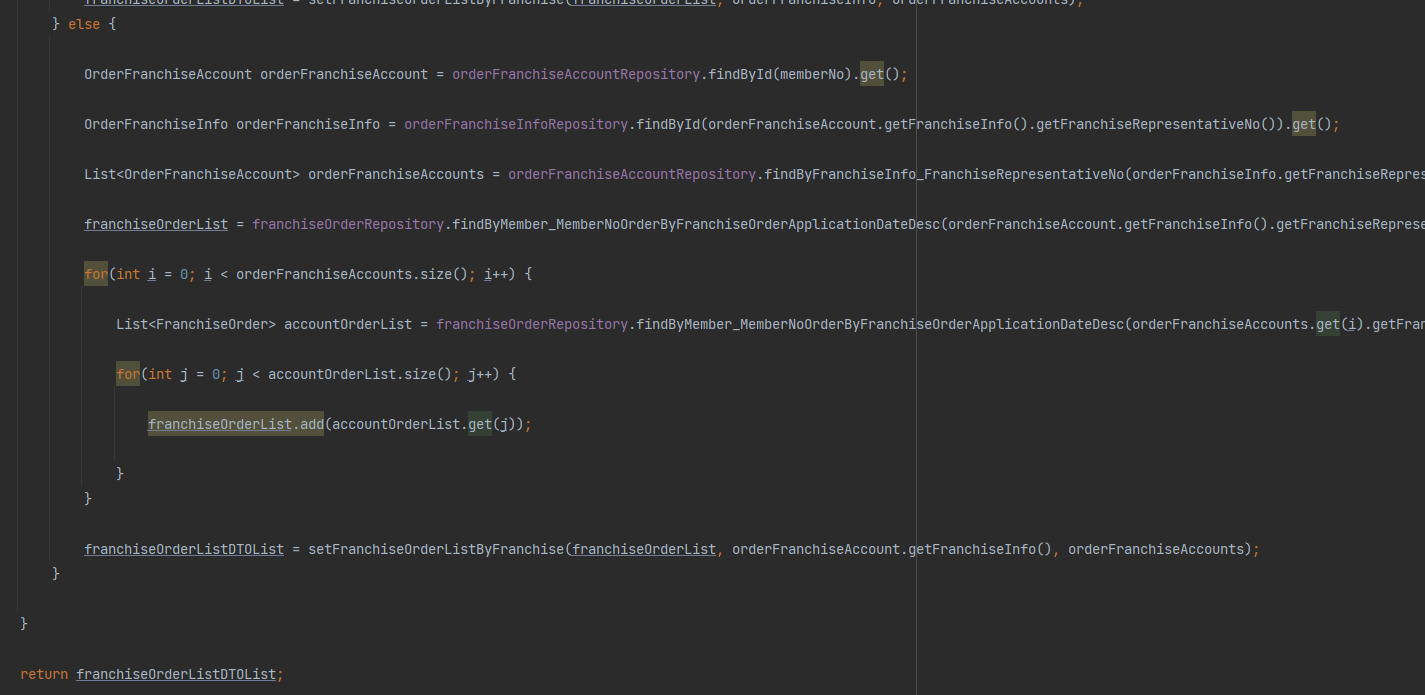 franchiseOrderListDTOList = setFranchiseOrderListByFranchise(franchiseOrderList, orderFranchiseInfo, orderFranchiseAccounts);
} else {
OrderFranchiseAccount orderFranchiseAccount = orderFranchiseAccountRepository.findById(memberNo).get();
OrderFranchiseInfo orderFranchiseInfo = orderFranchiseInfoRepository.findById(orderFranchiseAccount.getFranchiseInfo().getFranchiseRepresentativeNo()).get();
List<OrderFranchiseAccount> orderFranchiseAccounts = orderFranchiseAccountRepository.findByFranchiseInfo_FranchiseRepresentativeNo(orderFranchiseInfo.getFranchiseRepres
franchiseOrderList = franchiseOrderRepository.findByMember_MemberNoOrderByFranchiseOrderApplicationDateDesc(orderFranchiseAccount.getFranchiseInfo().getFranchiseReprese
for(int i = 0; i < orderFranchiseAccounts.size(); i++) {
List<FranchiseOrder> accountOrderList = franchiseOrderRepository.findByMember_MemberNoOrderByFranchiseOrderApplicationDateDesc(orderFranchiseAccounts.get(i).getFran
for(int j = 0; j < accountOrderList.size(); j++) {
franchiseOrderList.add(accountOrderList.get(j));
}
}
franchiseOrderListDTOList = setFranchiseOrderListByFranchise(franchiseOrderList, orderFranchiseAccount.getFranchiseInfo(), orderFranchiseAccounts);
}
}
return franchiseOrderListDTOList;